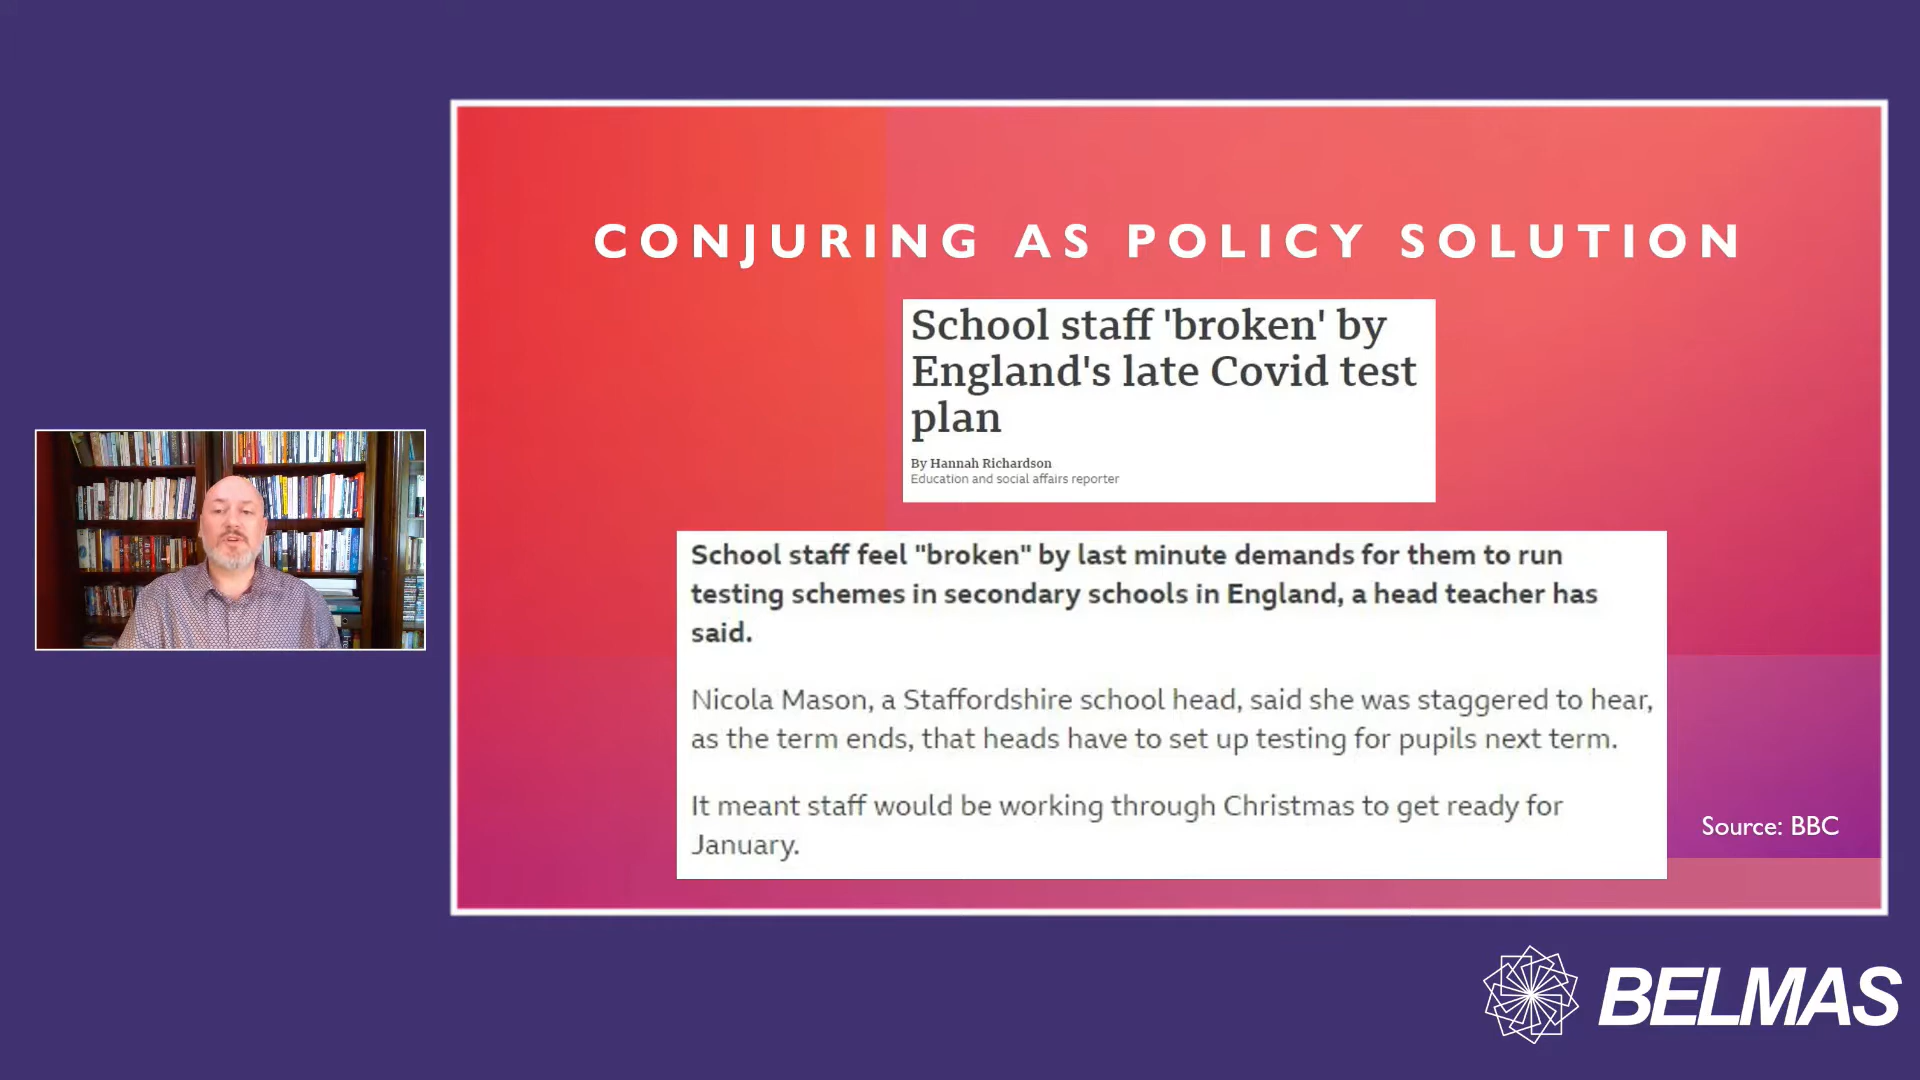 CONJURING AS POLICY SOLUTION
School staff 'broken' by
England's late Covid test
plan
By Hannah Richardson
Education and social affairs reporter
School staff feel "broken" by last minute demands for them to run
testing schemes in secondary schools in England, a head teacher has
said.
Nicola Mason, a Staffordshire school head, said she was staggered to hear,
as the term ends, that heads have to set up testing for pupils next term.
It meant staff would be working through Christmas to get ready for
January.
Source: BBC
BELMAS